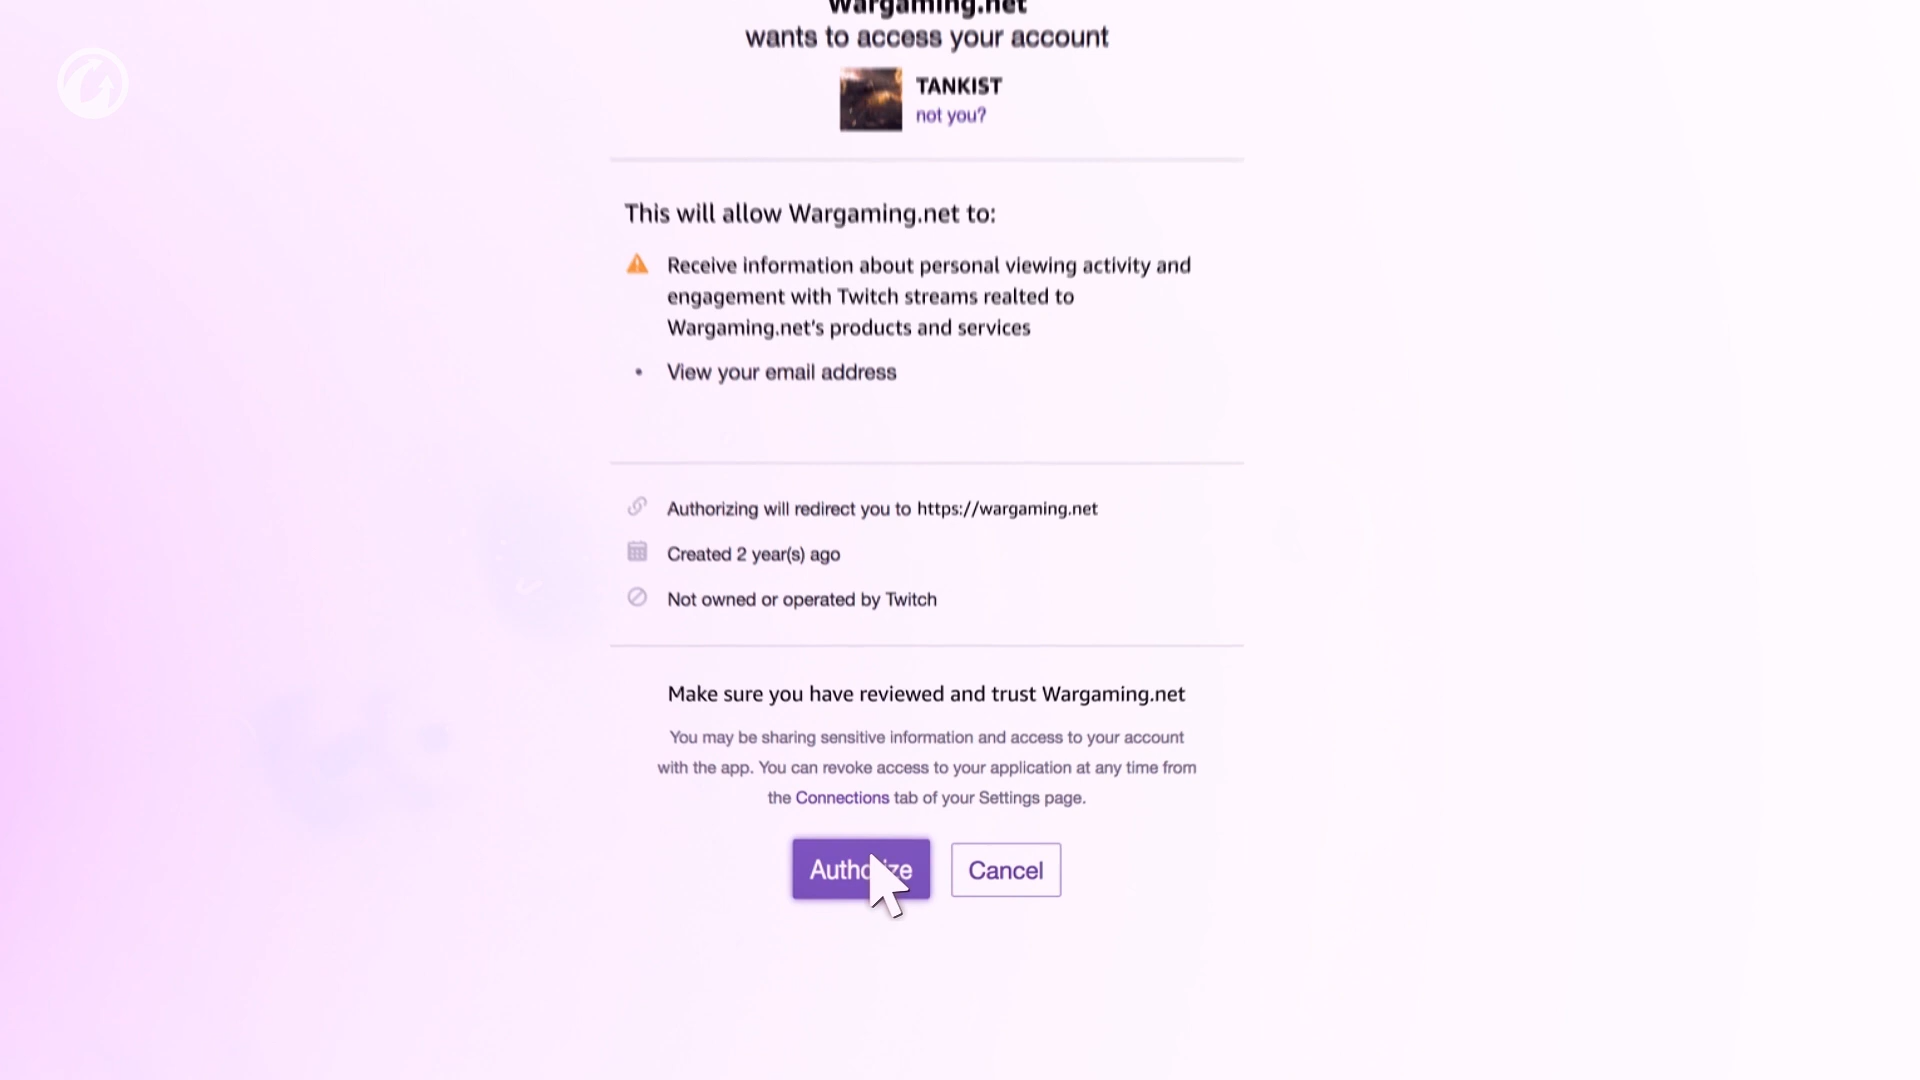 Wargaming.net
wants to access your account
TANKIST
not you?
This will allow Wargaming.net to:
Receive information about personal viewing activity and
engagement with Twitch streams realted to
Wargaming.net's products and services
• View your email address
Authorizing will redirect you to https://wargaming.net
Created 2 year(s) ago
Not owned or operated by Twitch
Make sure you have reviewed and trust Wargaming.net
You may be sharing sensitive information and access to your account
with the app. You can revoke access to your application at any time from
the Connections tab of your Settings page.
Authorize
Cancel